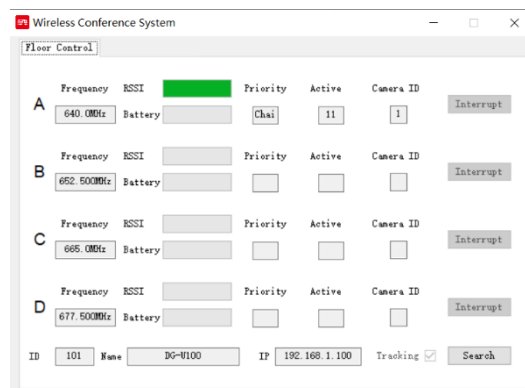 Wireless Conference System
Floor Control
Frequency RSSI Priority Active Camera ID
A 640.0MHz Battery Chai 11 1 Interrupt
Frequency RSSI Priority Active Camera ID
B 652.500MHz Battery Interrupt
Frequency RSSI Priority Active Camera ID
C 665.0MHz Battery Interrupt
Frequency RSSI Priority Active Camera ID
D 677.500MHz Battery Interrupt
ID 101 Name DG-U100 IP 192.168.1.100 Tracking Search